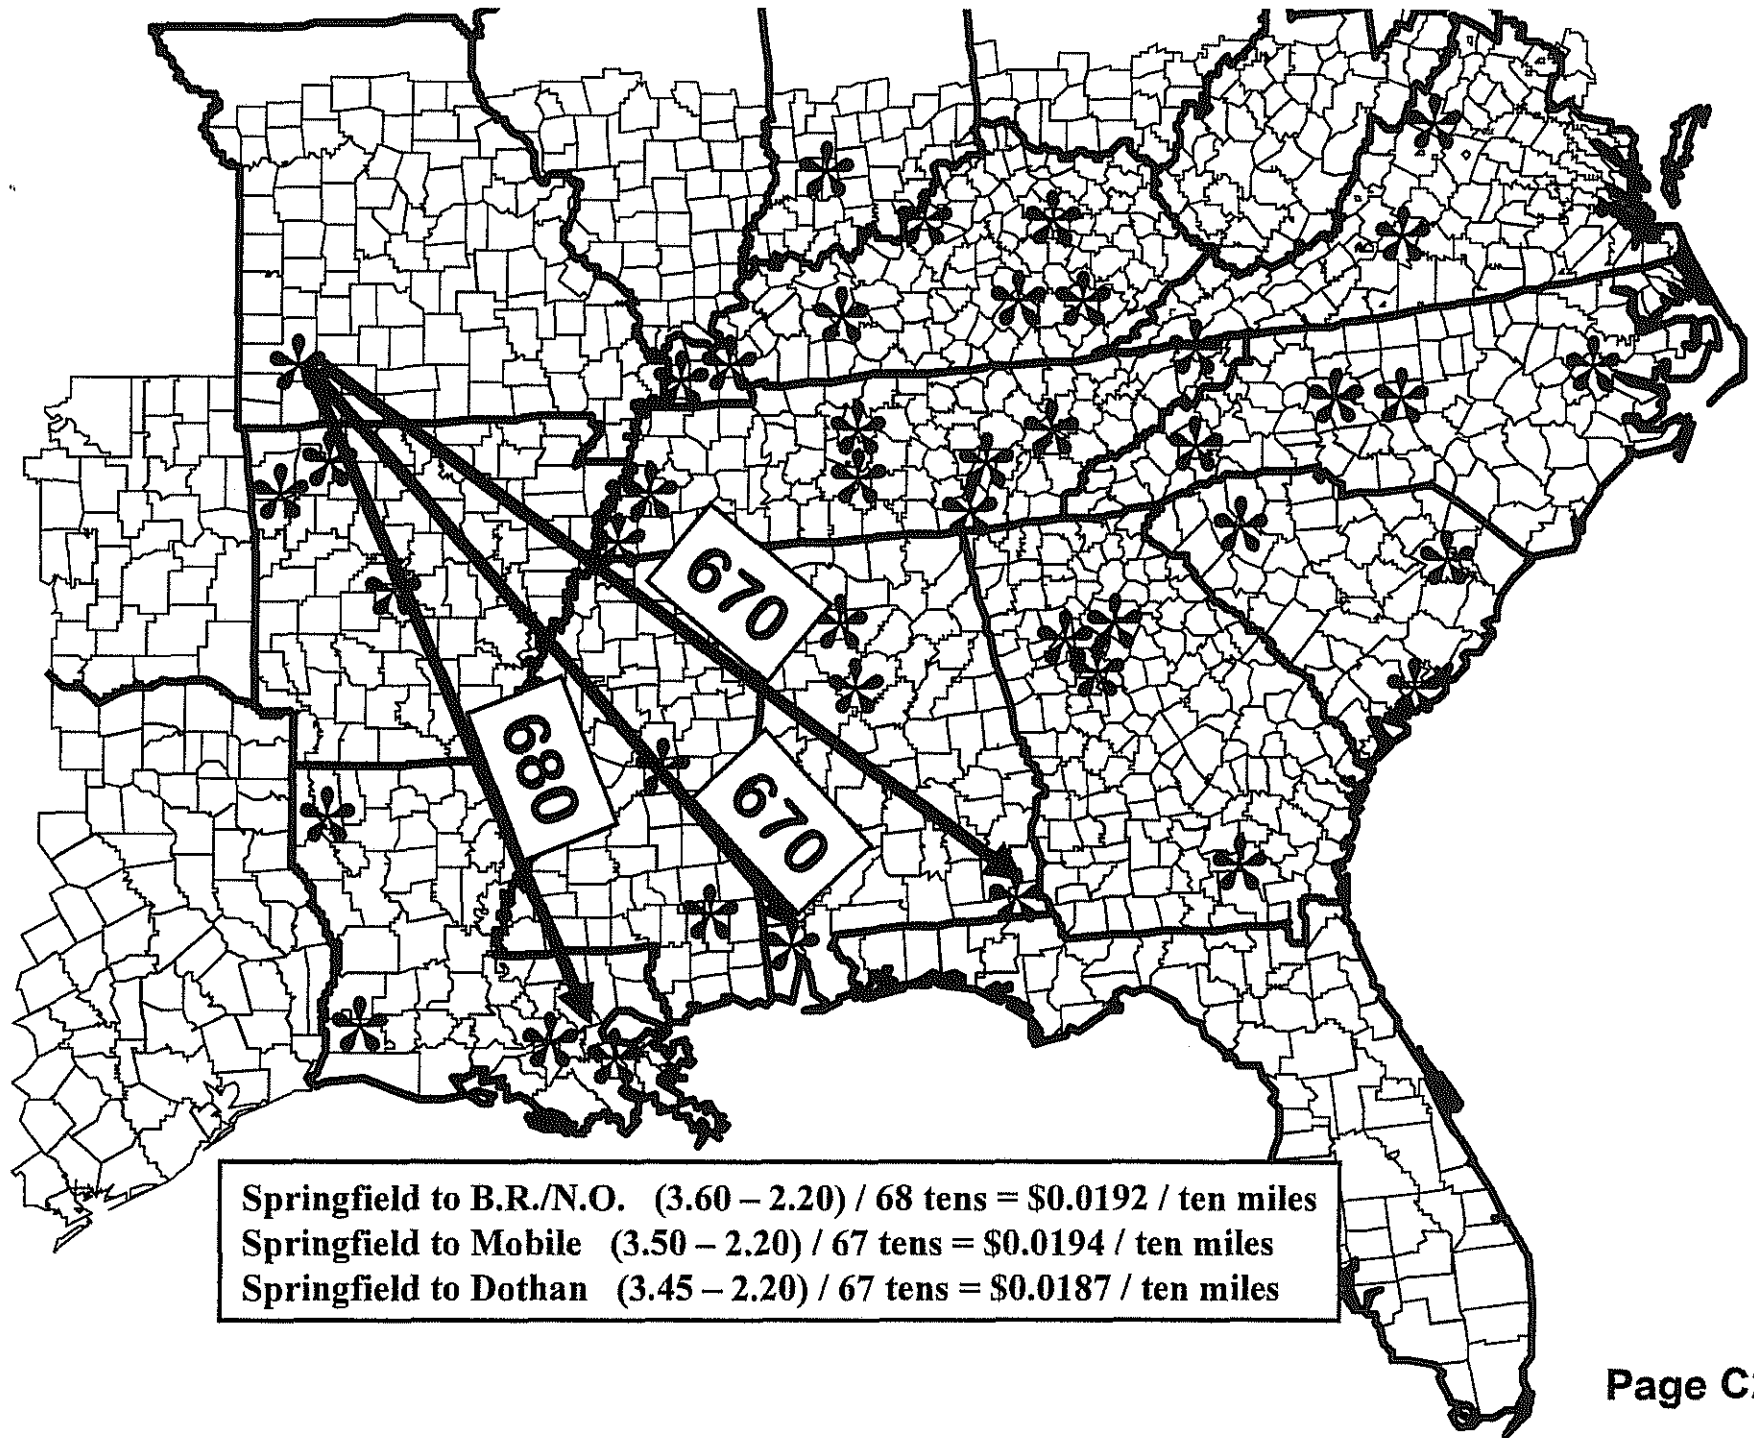 670
680
670
Springfield to B.R./N.O. (3.60 – 2.20) / 68 tens = $0.0192 / ten miles
Springfield to Mobile (3.50 – 2.20) / 67 tens = $0.0194 / ten miles
Springfield to Dothan (3.45 – 2.20) / 67 tens = $0.0187 / ten miles
Page C